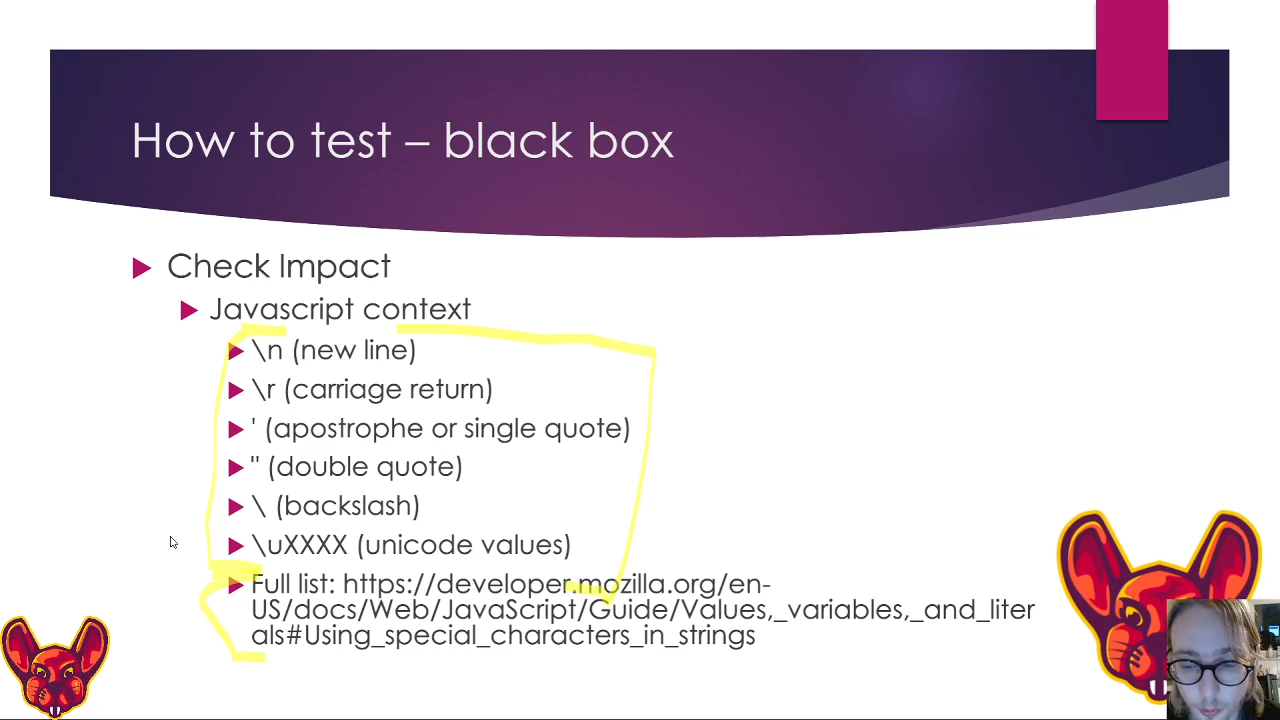 How to test – black box
Check Impact
Javascript context
\n (new line)
\r (carriage return)
' (apostrophe or single quote)
" (double quote)
\ (backslash)
\uXXXX (unicode values)
Full list: https://developer.mozilla.org/en-
US/docs/Web/JavaScript/Guide/Values,_variables,_and_liter
als#Using_special_characters_in_strings